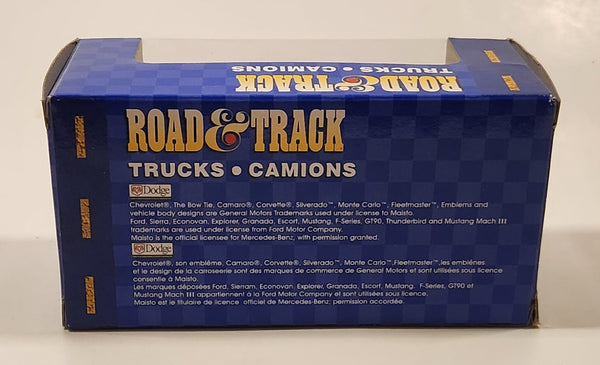 ROAD & TRACK
TRUCKS • CAMIONS
ROAD & TRACK
TRUCKS • CAMIONS
Dodge
Chevrolet®, The Bow Tie, Camaro®, Corvette®, Silverado™, Monte Carlo™, Fleetmaster™, Emblems and
vehicle body designs are General Motors Trademarks used under license to Maisto.
Ford, Sierra, Econovan, Explorer, Granada, Escort, Mustang, F-Series, GT90, Thunderbird and Mustang Mach III
trademarks are used under license from Ford Motor Company.
Maisto is the official licensee for Mercedes-Benz, with permission granted.
Dodge
Chevrolet®, son emblème, Camaro®, Corvette®, Silverado™, Monte Carlo™,Fleetmaster™,les emblénes
et le design de la carrosserie sont des marques de commerce de General Motors et sont utilisées sous licence
consentie à Maisto.
Les marques déposées Ford, Sierram, Econovan, Explorer, Granada, Escort, Mustang, F-Series, GT90 et
Mustang Mach III appartiennent à la Ford Motor Company et sont utilisées sous licence.
Maisto est le titulaire de licence officiel de Mercedes-Benz; permission accordée.